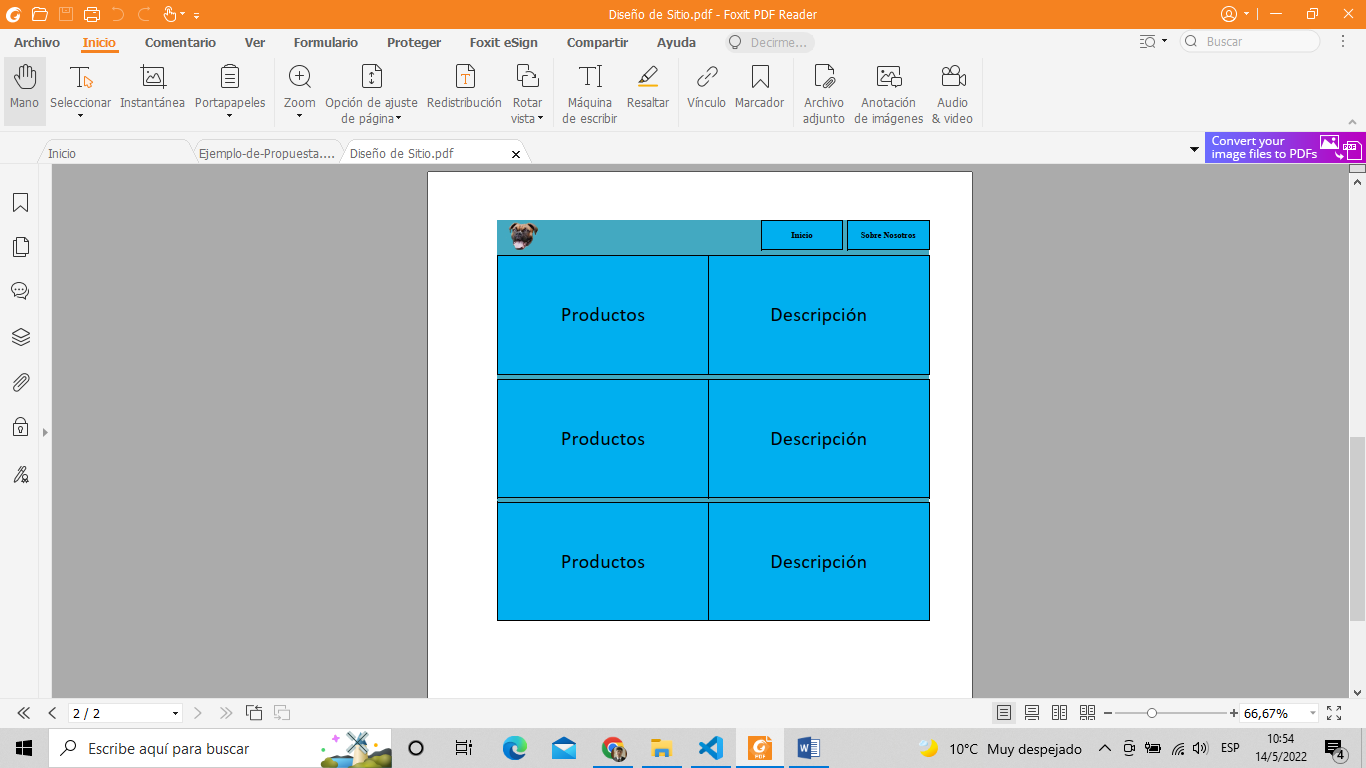 Diseño de Sitio.pdf - Foxit PDF Reader
Archivo Inicio Comentario Ver Formulario Proteger Foxit eSign Compartir Ayuda Decirme... Buscar
Mano Seleccionar Instantánea Portapapeles Zoom Opción de ajuste de página Redistribución Rotar vista Máquina de escribir Resaltar Vínculo Marcador Archivo adjunto Anotación de imágenes Audio & video
Inicio Ejemplo-de-Propuesta.... Diseño de Sitio.pdf
Convert your
image files to PDFs
PDF
Inicio Sobre Nosotros
Productos Descripción
Productos Descripción
Productos Descripción
2 / 2 66,67%
Escribe aquí para buscar
PDF
10°C Muy despejado
ESP
10:54
14/5/2022
4